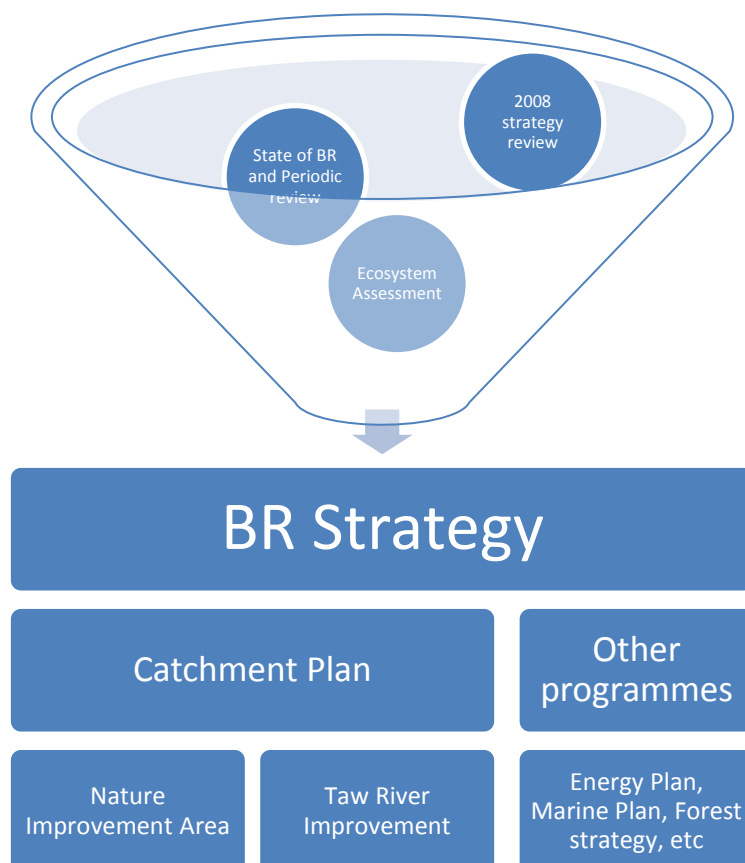 2008
strategy
review
State of BR
and Periodic
review
Ecosystem
Assessment
BR Strategy
Catchment Plan
Other
programmes
Nature
Improvement Area
Taw River
Improvement
Energy Plan,
Marine Plan, Forest
strategy, etc